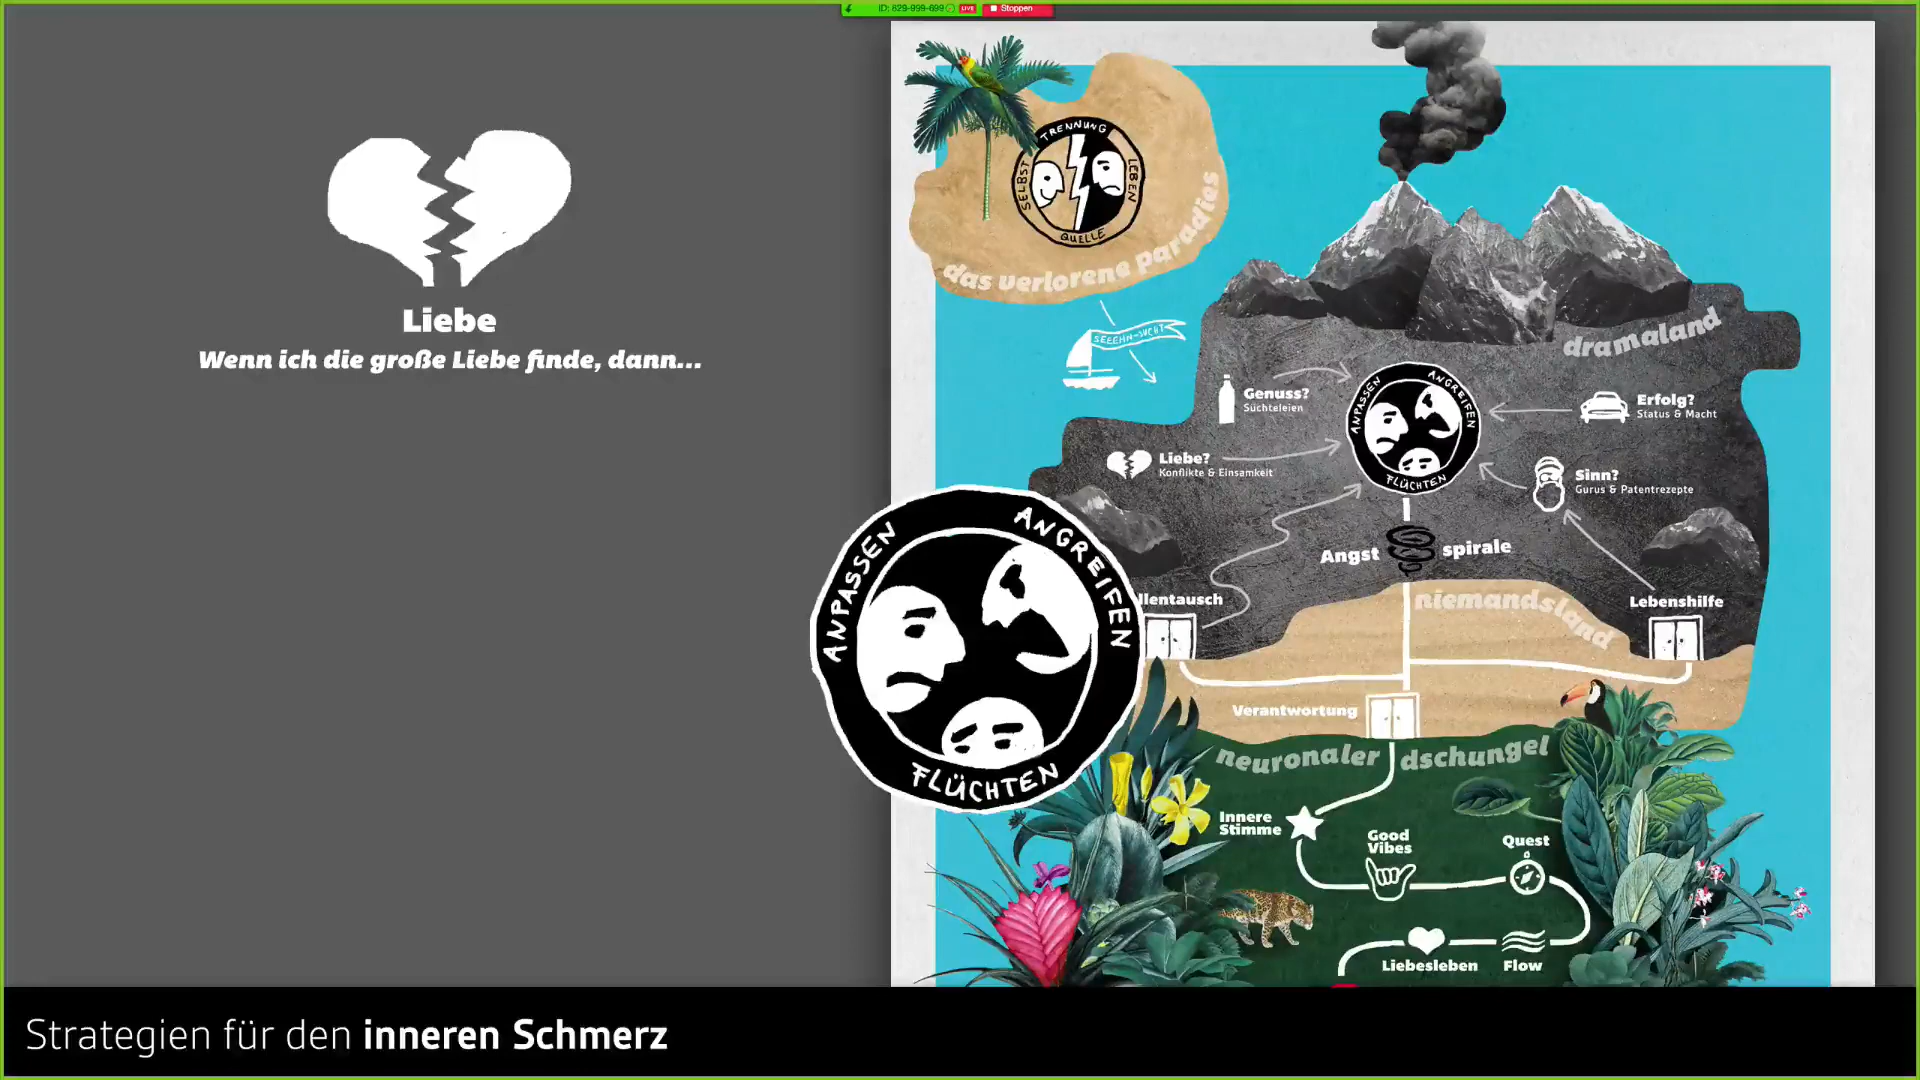 ID: 829-998-699 LIVE Stoppen
Liebe
Wenn ich die große Liebe finde, dann...
TRENNUNG
SELBST
LEBEN
QUELLE
das verlorene paradies
SEEEHN-SUCHT
dramaland
Genuss?
Süchteleien
ANPASSEN
ANGREIFEN
FLÜCHTEN
Erfolg?
Status & Macht
Liebe?
Konflikte & Einsamkeit
Sinn?
Gurus & Patentrezepte
Angst spirale
ANPASSEN
ANGREIFEN
FLÜCHTEN
llentausch
niemandsland
Lebenshilfe
Verantwortung
neuronaler dschungel
Innere
Stimme
Good
Vibes
Quest
Liebesleben
Flow
Strategien für den inneren Schmerz